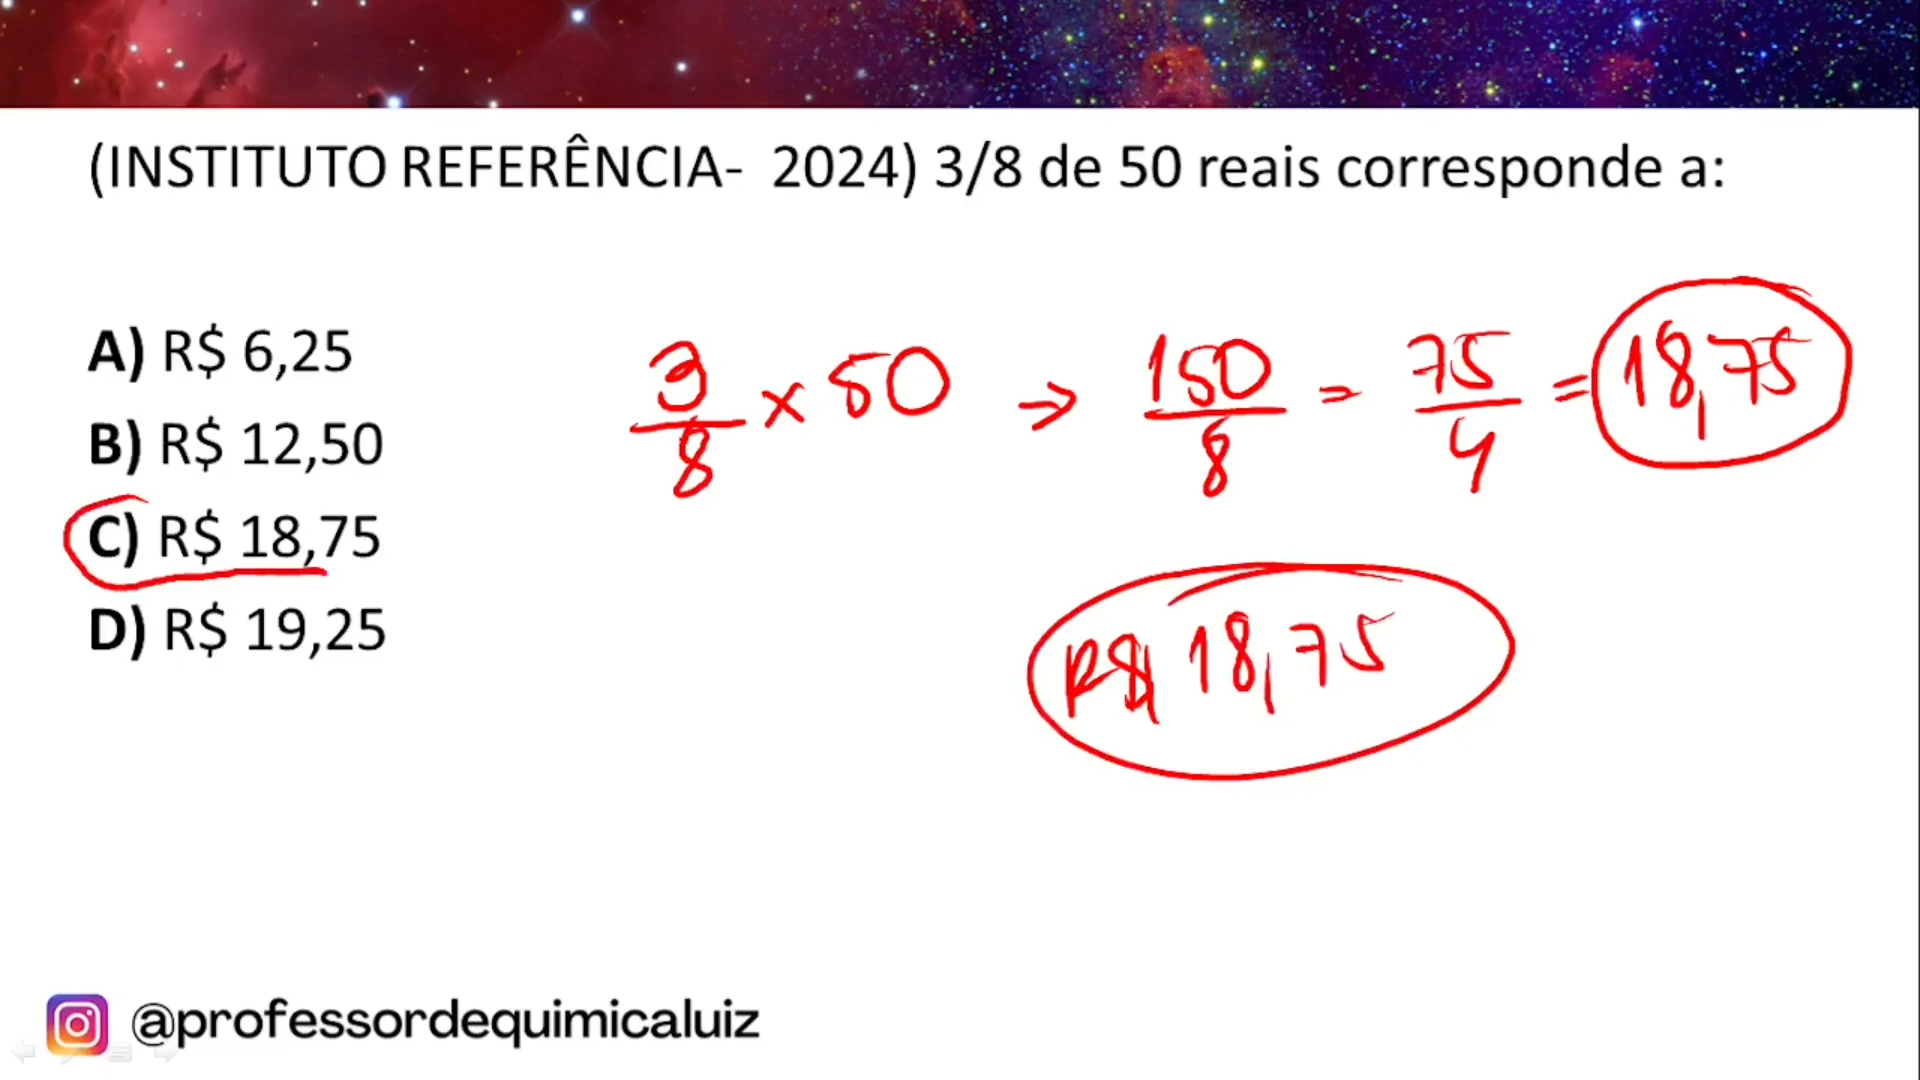 (INSTITUTO REFERÊNCIA-  2024) 3/8 de 50 reais corresponde a:
A) R$ 6,25
B) R$ 12,50
C) R$ 18,75
D) R$ 19,25
3/8 x 50 → 150/8 = 75/4 = 18,75
R$ 18,75
@professordequimicaluiz